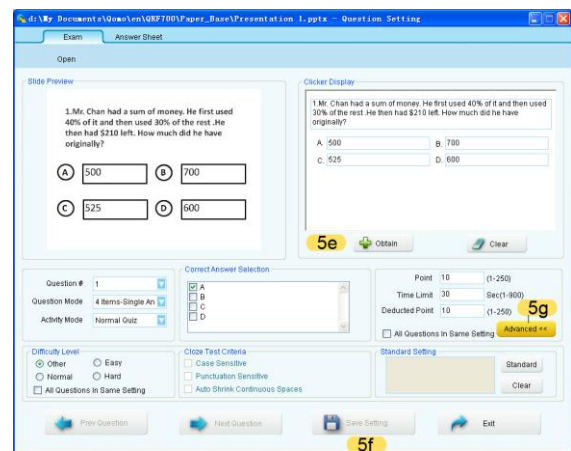 d:\My Documents\Qomo\en\QRF700\Paper_Base\Presentation 1.pptx - Question Setting
Exam
Answer Sheet
Open
Slide Preview
1.Mr. Chan had a sum of money. He first used
40% of it and then used 30% of the rest .He
then had $210 left. How much did he have
originally?
A 500
B 700
C 525
D 600
Clicker Display
1.Mr. Chan had a sum of money. He first used 40% of it and then used
30% of the rest .He then had $210 left. How much did he have
originally?
A. 500
B. 700
C. 525
D. 600
5e
Obtain
Clear
Question # 1
Question Mode 4 Items-Single An
Activity Mode Normal Quiz
Correct Answer Selection
A
B
C
D
Point 10 (1-250)
Time Limit 30 Sec(1-900)
Deducted Point 10 (1-250)
5g
All Questions In Same Setting
Advanced <<
Difficulty Level
Other
Easy
Normal
Hard
All Questions In Same Setting
Cloze Test Criteria
Case Sensitive
Punctuation Sensitive
Auto Shrink Continuous Spaces
Standard Setting
Standard
Clear
Prev Question
Next Question
Save Setting
Exit
5f